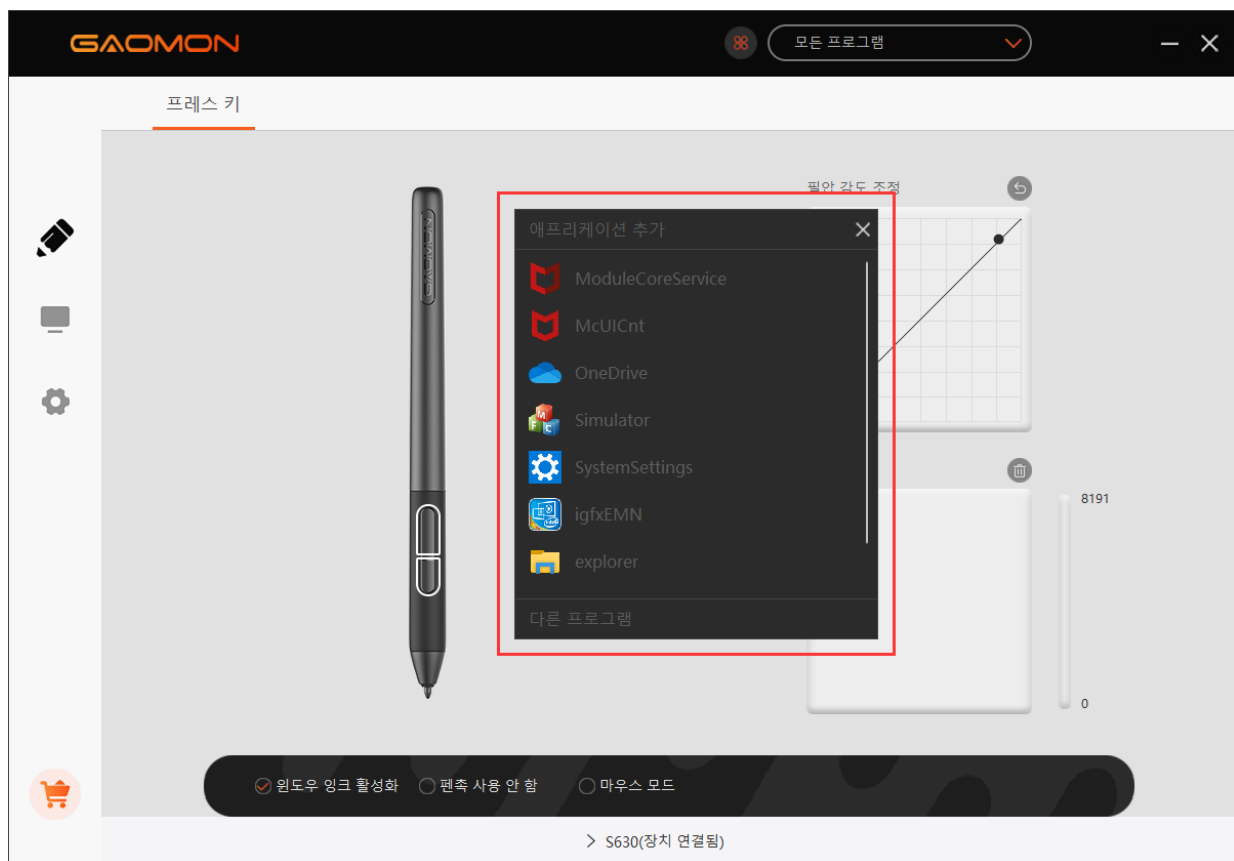 GAOMON
모든 프로그램
프레스 키
필압 감도 조정
GAOMON
애프리케이션 추가
ModuleCoreService
McUICnt
OneDrive
Simulator
SystemSettings
igfxEMN
explorer
다른 프로그램
8191
0
윈도우 잉크 활성화 펜촉 사용 안 함 마우스 모드
S630(장치 연결됨)